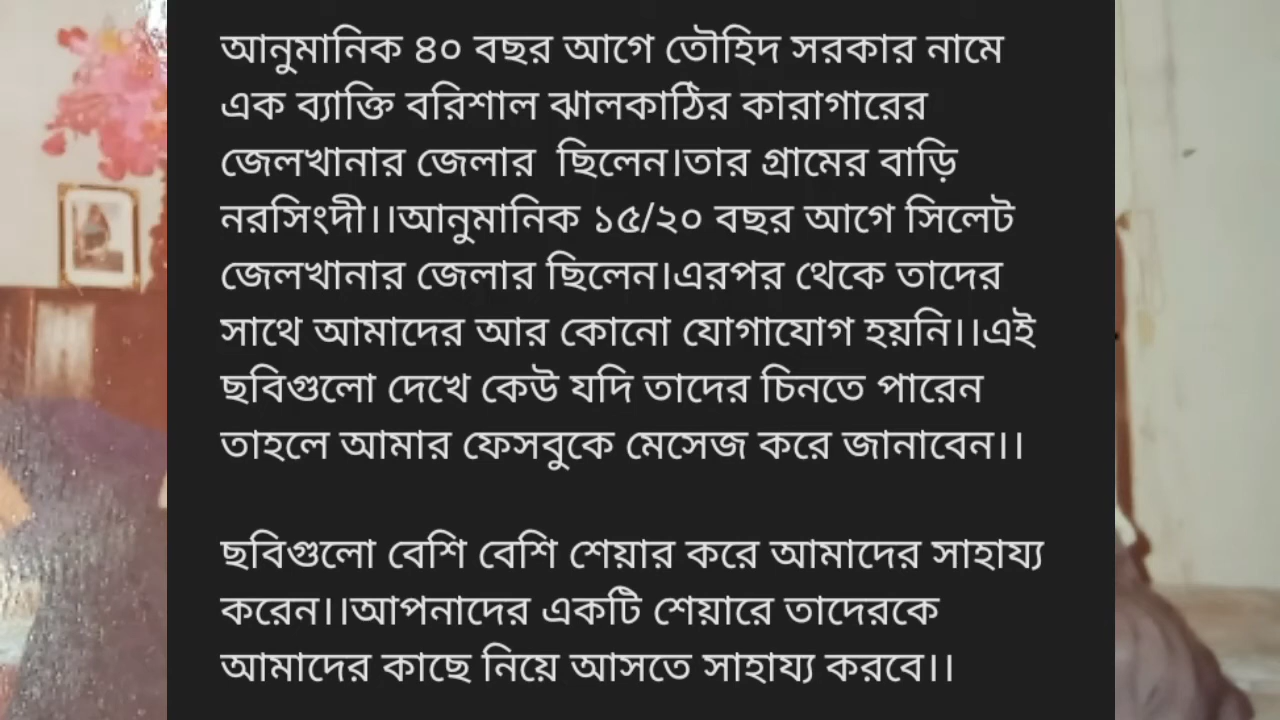 আনুমানিক ৪০ বছর আগে তৌহিদ সরকার নামে
এক ব্যাক্তি বরিশাল ঝালকাঠির কারাগারের
জেলখানার জেলার  ছিলেন।তার গ্রামের বাড়ি
নরসিংদী।।আনুমানিক ১৫/২০ বছর আগে সিলেট
জেলখানার জেলার ছিলেন।এরপর থেকে তাদের
সাথে আমাদের আর কোনো যোগাযোগ হয়নি।।এই
ছবিগুলো দেখে কেউ যদি তাদের চিনতে পারেন
তাহলে আমার ফেসবুকে মেসেজ করে জানাবেন।।
ছবিগুলো বেশি বেশি শেয়ার করে আমাদের সাহায্য
করেন।।আপনাদের একটি শেয়ারে তাদেরকে
আমাদের কাছে নিয়ে আসতে সাহায্য করবে।।